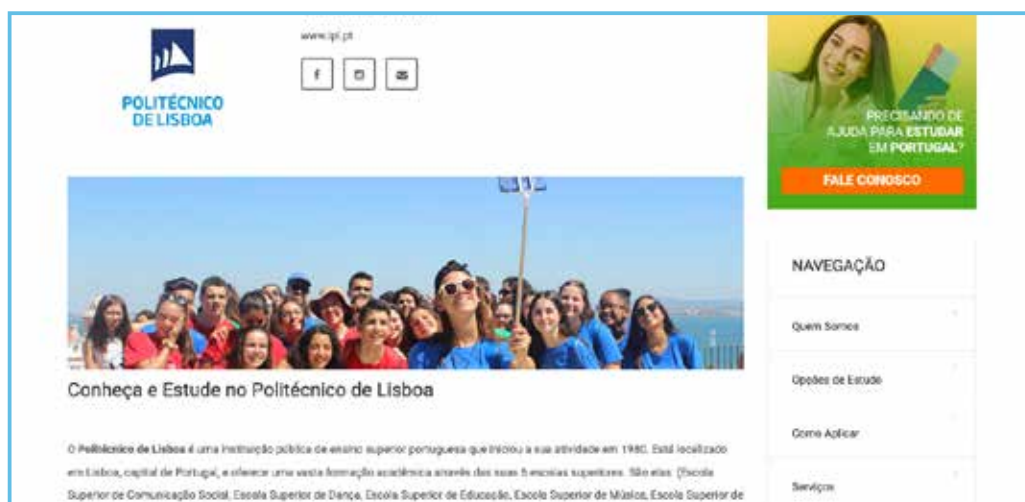 www.ipl.pt
POLITÉCNICO
DE LISBOA
PRECISANDO DE
AJUDA PARA ESTUDAR
EM PORTUGAL?
FALE CONOSCO
Conheça e Estude no Politécnico de Lisboa
O Politécnico de Lisboa é uma instituição pública de ensino superior portuguesa que iniciou a sua atividade em 1980. Está localizado
em Lisboa, capital de Portugal, e oferece uma vasta formação académica através das suas escolas superiores. São elas: (Escola
Superior de Comunicação Social, Escola Superior de Dança, Escola Superior de Educação, Escola Superior de Música, Escola Superior de
NAVEGAÇÃO
Quem Somos
Opções de Estudo
Como Aplicar
Serviços